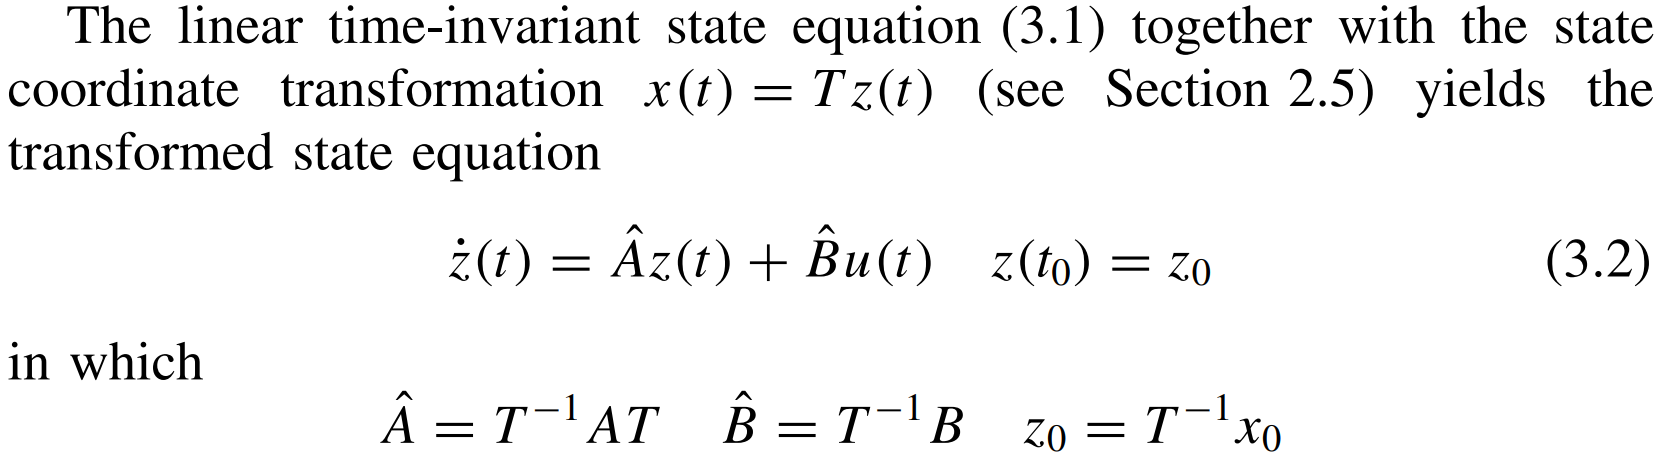 The linear time-invariant state equation (3.1) together with the state
coordinate transformation x(t) = Tz(t) (see Section 2.5) yields the
transformed state equation
ż(t) = Âz(t) + B̂u(t) z(t₀) = z₀ (3.2)
in which
Â = T⁻¹AT B̂ = T⁻¹B z₀ = T⁻¹x₀